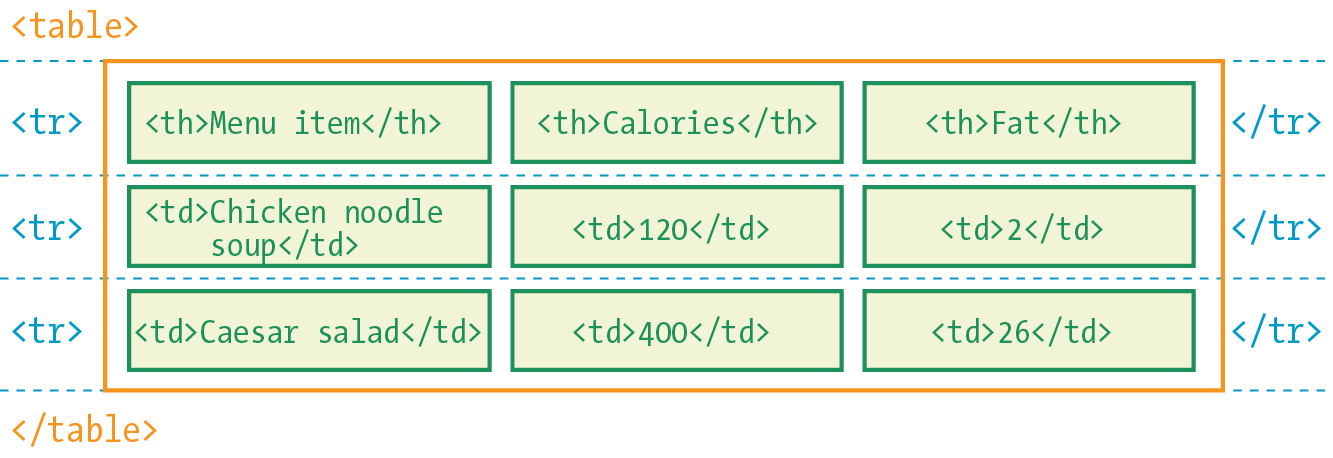 <table>
<tr> <th>Menu item</th> <th>Calories</th> <th>Fat</th> </tr>
<tr> <td>Chicken noodle
soup</td> <td>120</td> <td>2</td> </tr>
<tr> <td>Caesar salad</td> <td>400</td> <td>26</td> </tr>
</table>